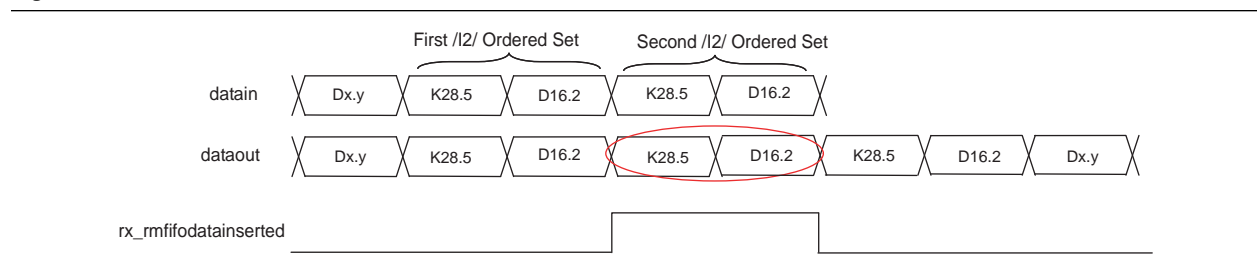 First /I2/ Ordered Set Second /I2/ Ordered Set
datain Dx.y K28.5 D16.2 K28.5 D16.2
dataout Dx.y K28.5 D16.2 K28.5 D16.2 K28.5 D16.2 Dx.y
rx_rmfifodatainserted